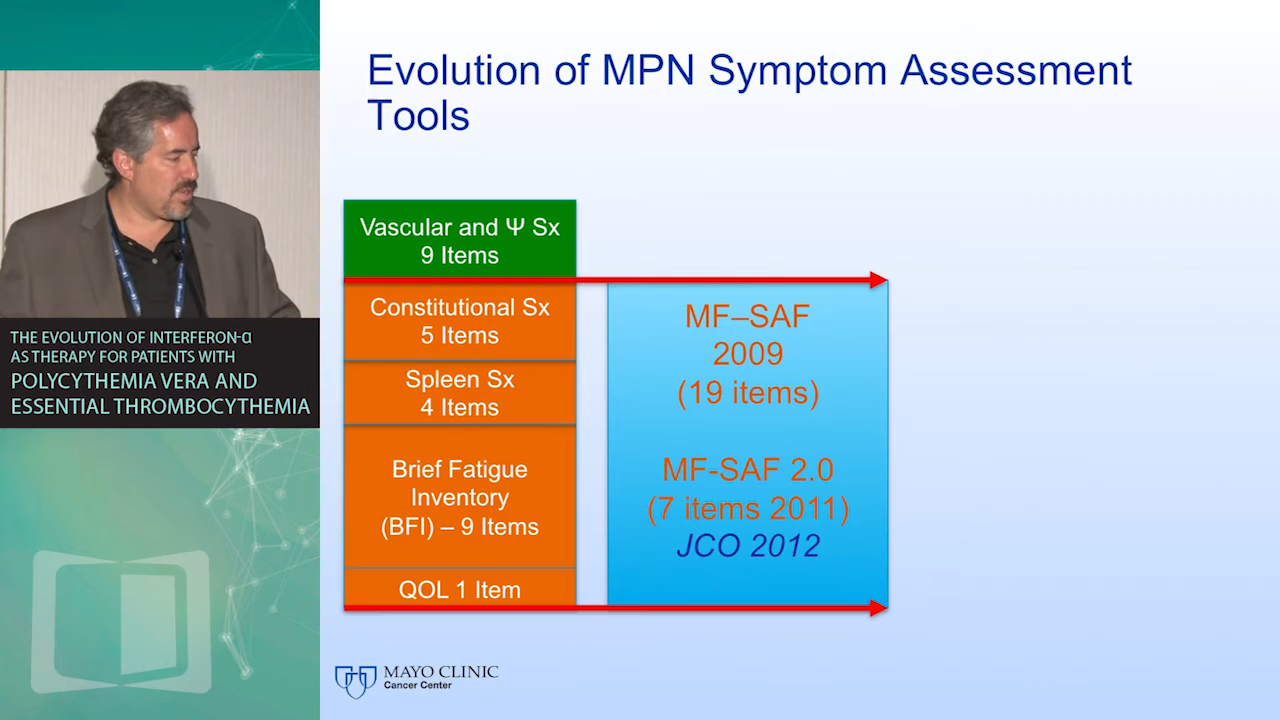 Evolution of MPN Symptom Assessment
Tools
Vascular and Ψ Sx
9 Items
Constitutional Sx
5 Items
Spleen Sx
4 Items
Brief Fatigue
Inventory
(BFI) – 9 Items
QOL 1 Item
MF–SAF
2009
(19 items)
MF-SAF 2.0
(7 items 2011)
JCO 2012
THE EVOLUTION OF INTERFERON-α
AS THERAPY FOR PATIENTS WITH
POLYCYTHEMIA VERA AND
ESSENTIAL THROMBOCYTHEMIA
MAYO CLINIC
Cancer Center